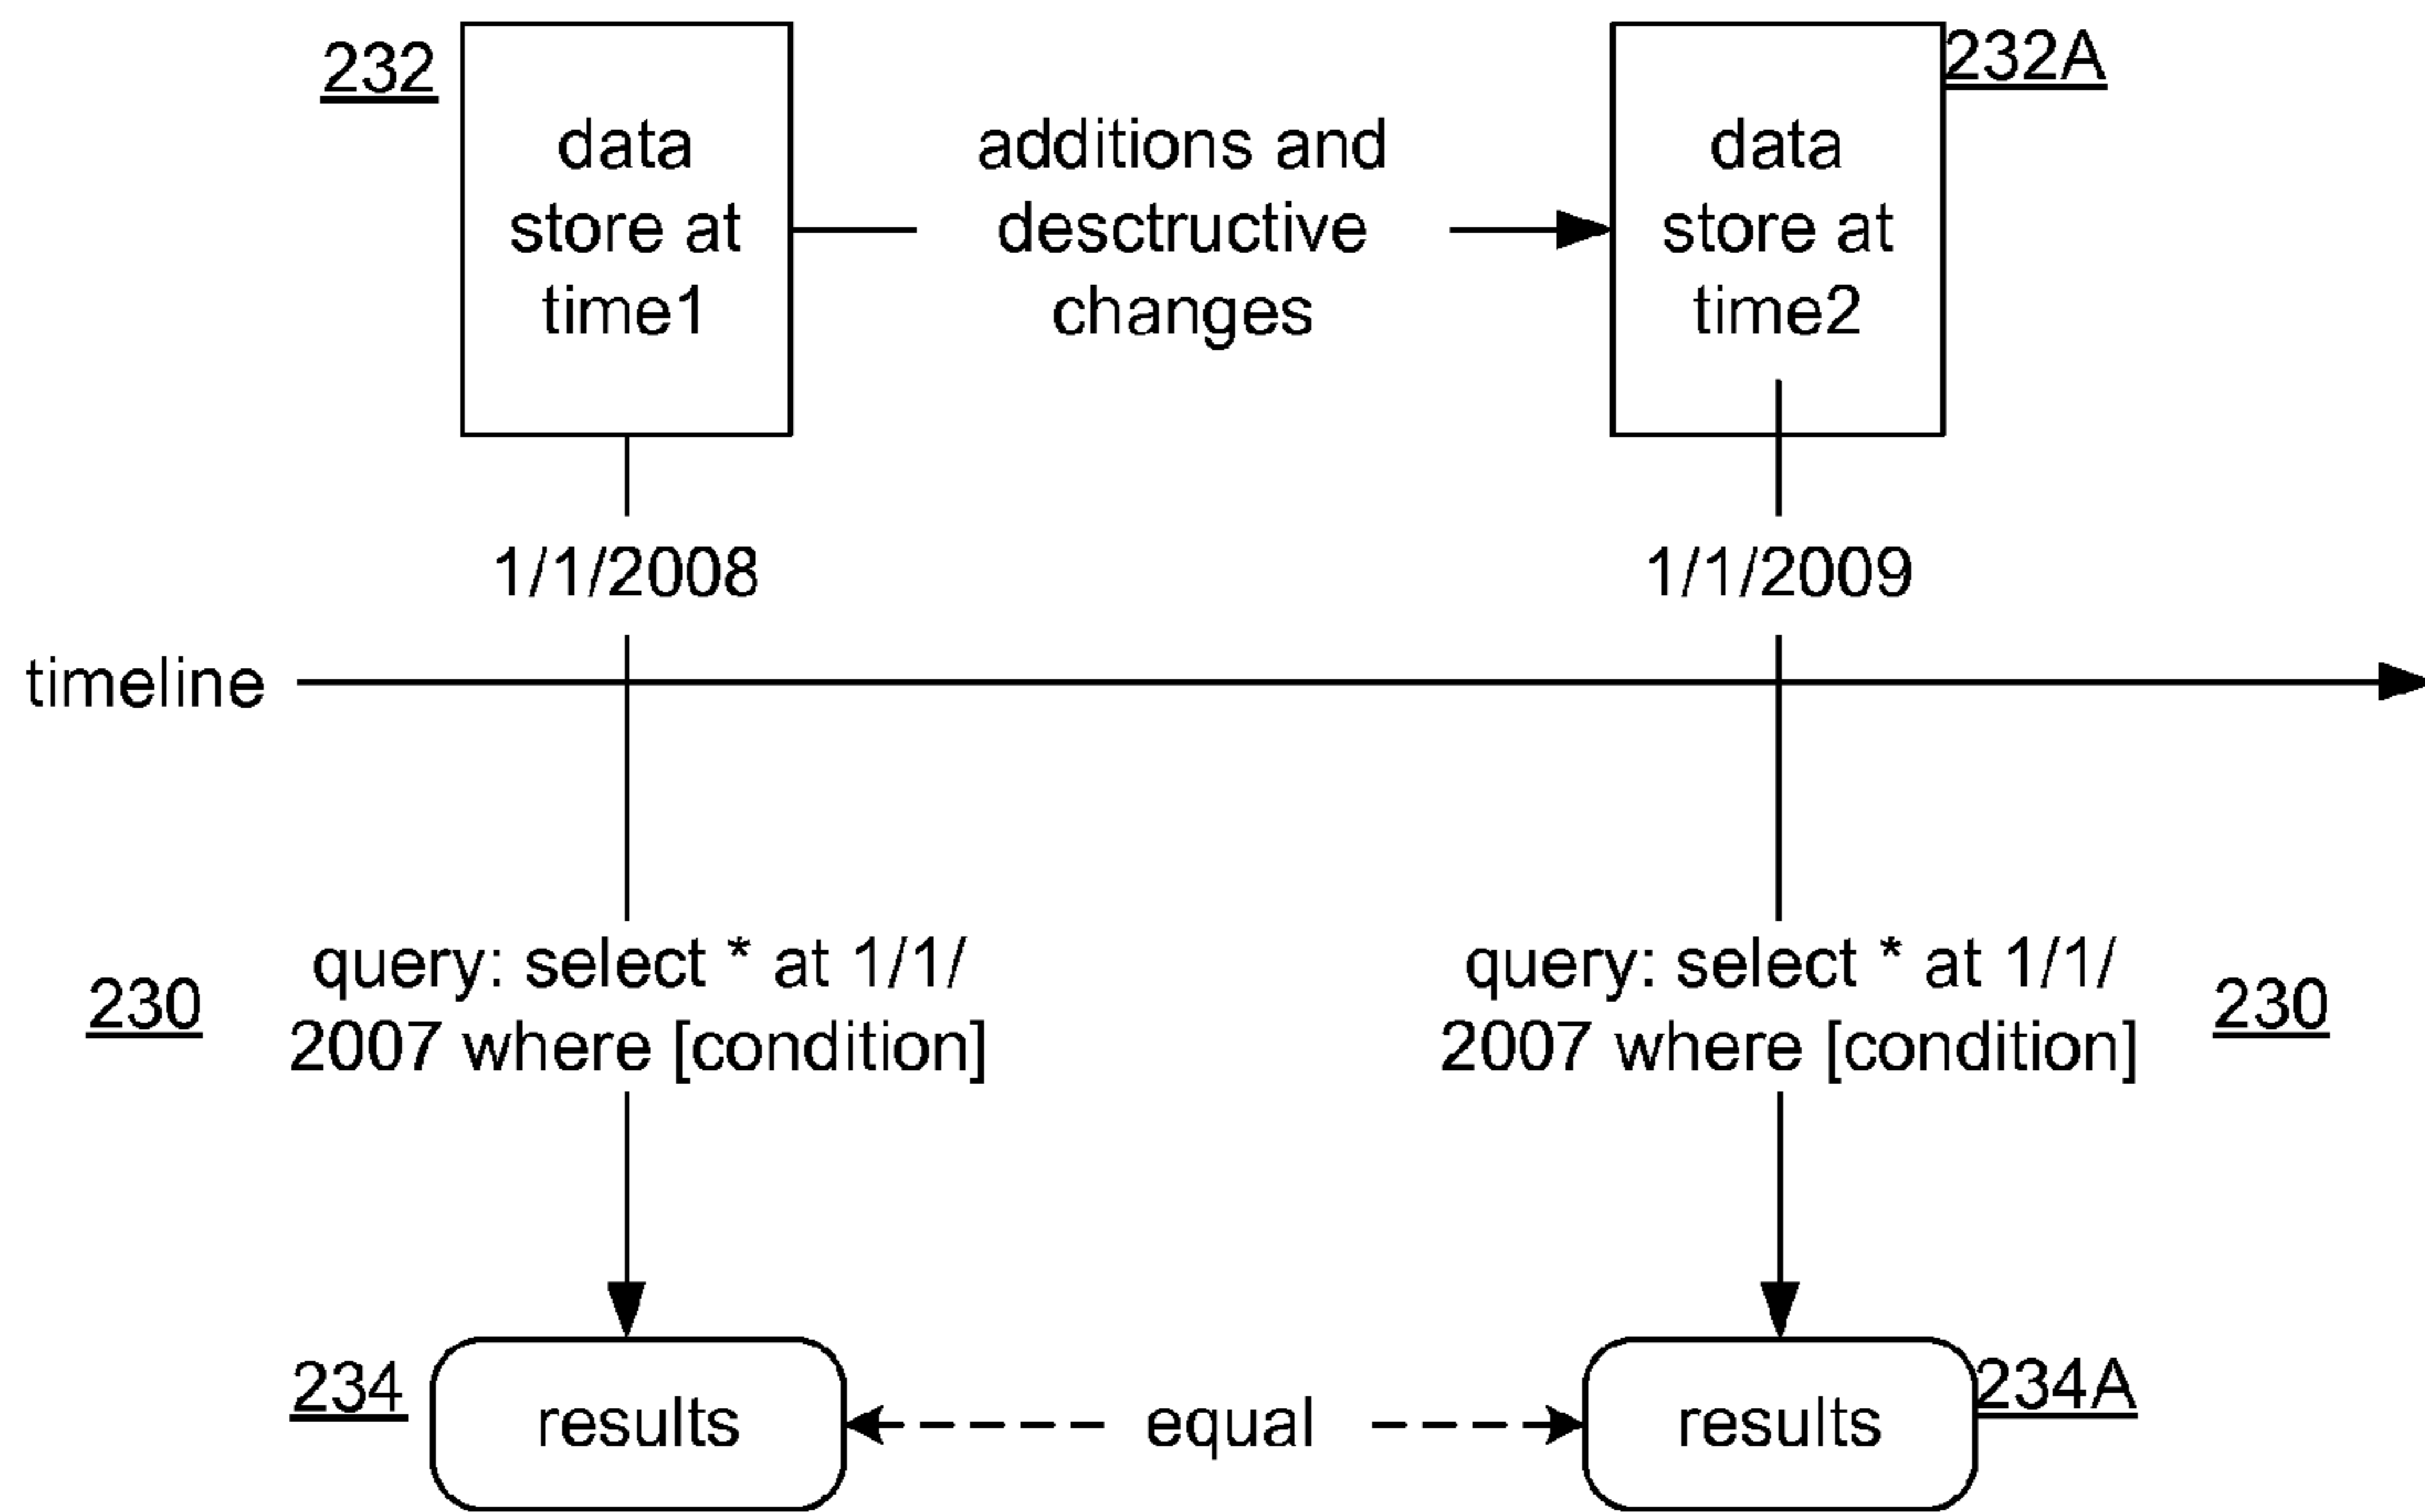 232
data
store at
time1
additions and
desctructive
changes
232A
data
store at
time2
1/1/2008
1/1/2009
timeline
230
query: select * at 1/1/
2007 where [condition]
query: select * at 1/1/
2007 where [condition]
230
234
results
equal
results
234A